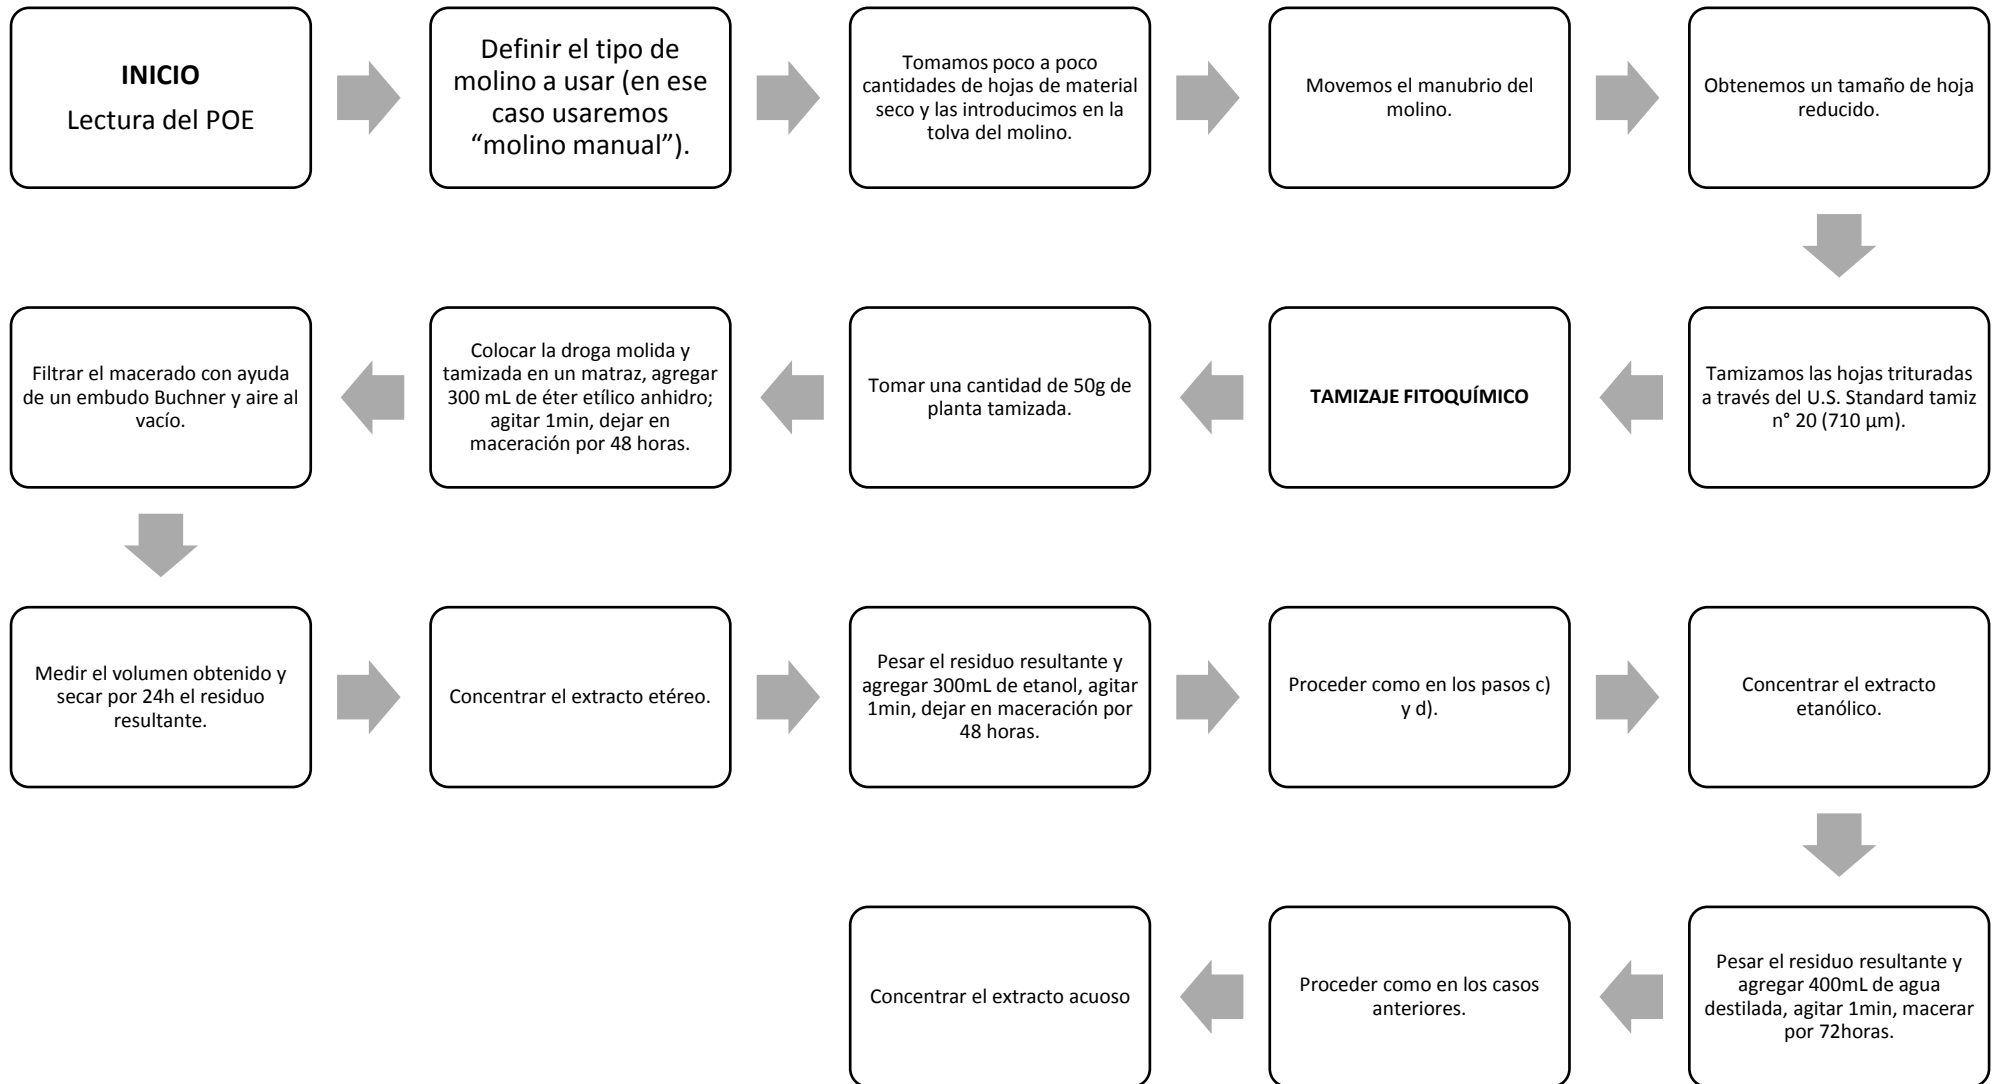 INICIO
Lectura del POE
Definir el tipo de
molino a usar (en ese
caso usaremos
“molino manual”).
Tomamos poco a poco
cantidades de hojas de material
seco y las introducimos en la
tolva del molino.
Movemos el manubrio del
molino.
Obtenemos un tamaño de hoja
reducido.
Tamizamos las hojas trituradas
a través del U.S. Standard tamiz
n° 20 (710 µm).
TAMIZAJE FITOQUÍMICO
Tomar una cantidad de 50g de
planta tamizada.
Colocar la droga molida y
tamizada en un matraz, agregar
300 mL de éter etílico anhidro;
agitar 1min, dejar en
maceración por 48 horas.
Filtrar el macerado con ayuda
de un embudo Buchner y aire al
vacío.
Medir el volumen obtenido y
secar por 24h el residuo
resultante.
Concentrar el extracto etéreo.
Pesar el residuo resultante y
agregar 300mL de etanol, agitar
1min, dejar en maceración por
48 horas.
Proceder como en los pasos c)
y d).
Concentrar el extracto
etanólico.
Pesar el residuo resultante y
agregar 400mL de agua
destilada, agitar 1min, macerar
por 72horas.
Proceder como en los casos
anteriores.
Concentrar el extracto acuoso